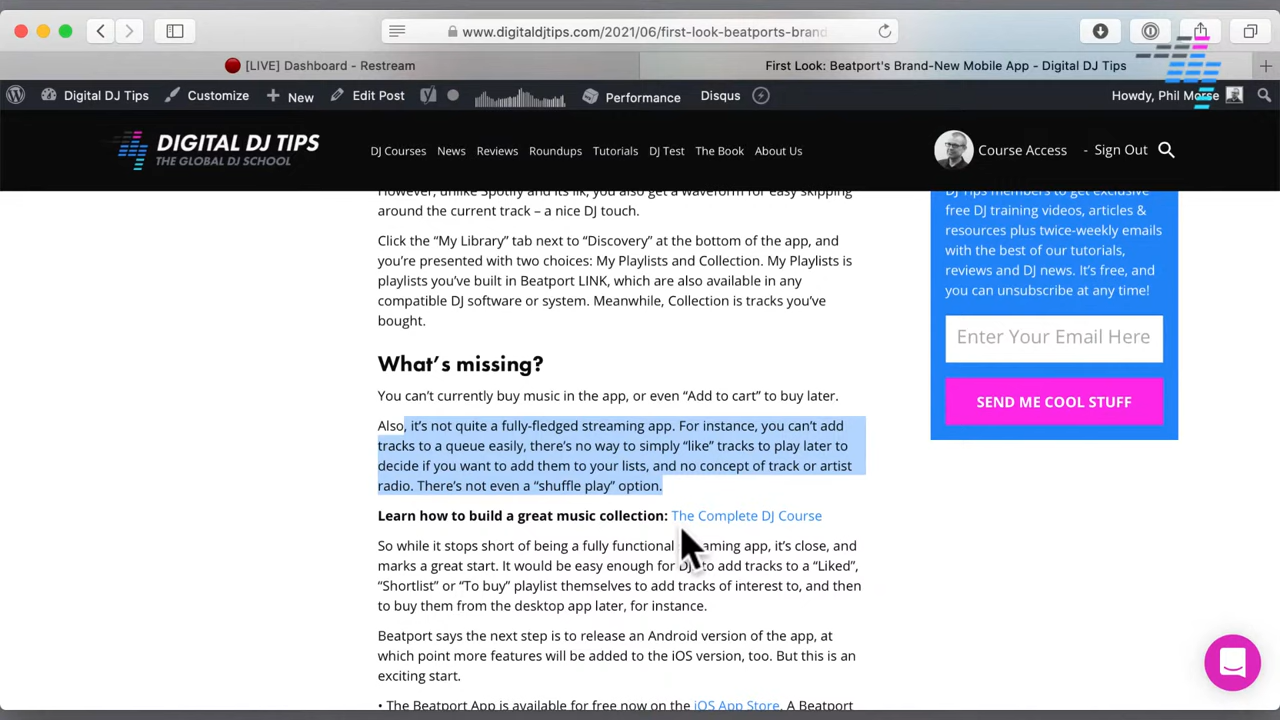 www.digitaldjtips.com/2021/06/first-look-beatports-brand
[LIVE] Dashboard - Restream
First Look: Beatport's Brand-New Mobile App - Digital DJ Tips
Digital DJ Tips
Customize
New
Edit Post
Performance
Disqus
Howdy, Phil Morse
DIGITAL DJ TIPS
THE GLOBAL DJ SCHOOL
DJ Courses
News
Reviews
Roundups
Tutorials
DJ Test
The Book
About Us
Course Access
- Sign Out
However, unlike Spotify and its ilk, you also get a waveform for easy skipping
around the current track – a nice DJ touch.
Click the “My Library” tab next to “Discovery” at the bottom of the app, and
you’re presented with two choices: My Playlists and Collection. My Playlists is
playlists you’ve built in Beatport LINK, which are also available in any
compatible DJ software or system. Meanwhile, Collection is tracks you’ve
bought.
What’s missing?
You can’t currently buy music in the app, or even “Add to cart” to buy later.
Also, it’s not quite a fully-fledged streaming app. For instance, you can’t add
tracks to a queue easily, there’s no way to simply “like” tracks to play later to
decide if you want to add them to your lists, and no concept of track or artist
radio. There’s not even a “shuffle play” option.
Learn how to build a great music collection: The Complete DJ Course
So while it stops short of being a fully functional streaming app, it’s close, and
marks a great start. It would be easy enough for DJs to add tracks to a “Liked”,
“Shortlist” or “To buy” playlist themselves to add tracks of interest to, and then
to buy them from the desktop app later, for instance.
Beatport says the next step is to release an Android version of the app, at
which point more features will be added to the iOS version, too. But this is an
exciting start.
• The Beatport App is available for free now on the iOS App Store. A Beatport
DJ Tips members to get exclusive
free DJ training videos, articles &
resources plus twice-weekly emails
with the best of our tutorials,
reviews and DJ news. It’s free, and
you can unsubscribe at any time!
Enter Your Email Here
SEND ME COOL STUFF